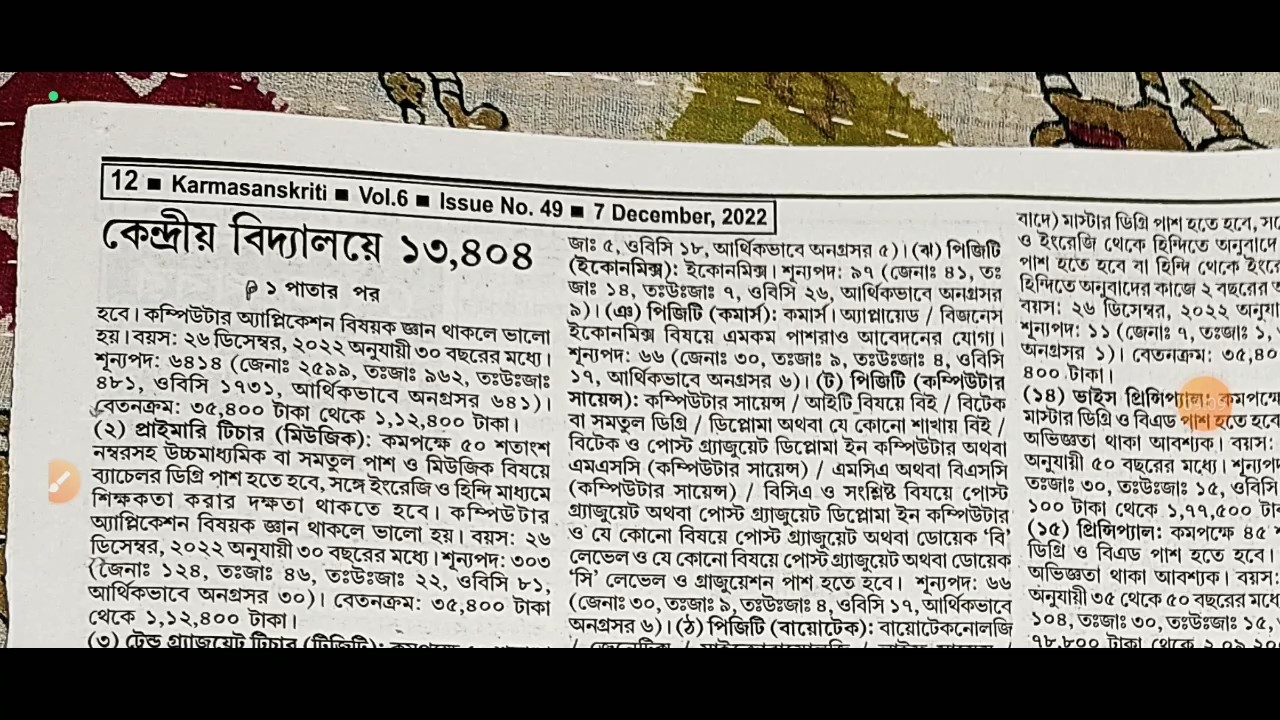 12 ■ Karmasanskriti ■ Vol.6 ■ Issue No. 49 ■ 7 December, 2022
কেন্দ্রীয় বিদ্যালয়ে ১৩,৪০৪
১ পাতার পর
হবে। কম্পিউটার অ্যাপ্লিকেশন বিষয়ক জ্ঞান থাকলে ভালো
হয়। বয়স: ২৬ ডিসেম্বর, ২০২২ অনুযায়ী ৩০ বছরের মধ্যে।
শূন্যপদ: ৬৪১৪ (জেনাঃ ২৫৯৯, তঃজাঃ ৯৬২, তঃউঃজাঃ
৪৮১, ওবিসি ১৭৩১, আর্থিকভাবে অনগ্রসর ৬৪১)।
বেতনক্রম: ৩৫,৪০০ টাকা থেকে ১,১২,৪০০ টাকা।
(২) প্রাইমারি টিচার (মিউজিক): কমপক্ষে ৫০ শতাংশ
নম্বরসহ উচ্চমাধ্যমিক বা সমতুল পাশ ও মিউজিক বিষয়ে
ব্যাচেলর ডিগ্রি পাশ হতে হবে, সঙ্গে ইংরেজি ও হিন্দি মাধ্যমে
শিক্ষকতা করার দক্ষতা থাকতে হবে। কম্পিউটার
অ্যাপ্লিকেশন বিষয়ক জ্ঞান থাকলে ভালো হয়। বয়স: ২৬
ডিসেম্বর, ২০২২ অনুযায়ী ৩০ বছরের মধ্যে। শূন্যপদ: ৩০৩
(জেনাঃ ১২৪, তঃজাঃ ৪৬, তঃউঃজাঃ ২২, ওবিসি ৮১,
আর্থিকভাবে অনগ্রসর ৩০)। বেতনক্রম: ৩৫,৪০০ টাকা
থেকে ১,১২,৪০০ টাকা।
(৩) ট্রেন্ড গ্র্যাজুয়েট টিচার (টিজিটি):
জাঃ ৫, ওবিসি ১৮, আর্থিকভাবে অনগ্রসর ৫)। (ঝ) পিজিটি
(ইকোনমিক্স): ইকোনমিক্স। শূন্যপদ: ৯৭ (জেনাঃ ৪১, তঃ
জাঃ ১৪, তঃউঃজাঃ ৭, ওবিসি ২৬, আর্থিকভাবে অনগ্রসর
৯)। (ঞ) পিজিটি (কমার্স): কমার্স। অ্যাপ্লায়েড / বিজনেস
ইকোনমিক্স বিষয়ে এমকম পাশরাও আবেদনের যোগ্য।
শূন্যপদ: ৬৬ (জেনাঃ ৩০, তঃজাঃ ৯, তঃউঃজাঃ ৪, ওবিসি
১৭, আর্থিকভাবে অনগ্রসর ৬)। (ট) পিজিটি (কম্পিউটার
সায়েন্স): কম্পিউটার সায়েন্স / আইটি বিষয়ে বিই / বিটেক
বা সমতুল ডিগ্রি / ডিপ্লোমা অথবা যে কোনো শাখায় বিই /
বিটেক ও পোস্ট গ্র্যাজুয়েট ডিপ্লোমা ইন কম্পিউটার অথবা
এমএসসি (কম্পিউটার সায়েন্স) / এমসিএ অথবা বিএসসি
(কম্পিউটার সায়েন্স) / বিসিএ ও সংশ্লিষ্ট বিষয়ে পোস্ট
গ্র্যাজুয়েট অথবা পোস্ট গ্র্যাজুয়েট ডিপ্লোমা ইন কম্পিউটার
ও যে কোনো বিষয়ে পোস্ট গ্র্যাজুয়েট অথবা ডোয়েক ‘বি’
লেভেল ও যে কোনো বিষয়ে পোস্ট গ্র্যাজুয়েট অথবা ডোয়েক
‘সি’ লেভেল ও গ্রাজুয়েশন পাশ হতে হবে। শূন্যপদ: ৬৬
(জেনাঃ ৩০, তঃজাঃ ৯, তঃউঃজাঃ ৪, ওবিসি ১৭, আর্থিকভাবে
অনগ্রসর ৬)। (ঠ) পিজিটি (বায়োটেক): বায়োটেকনোলজি
বাদে) মাস্টার ডিগ্রি পাশ হতে হবে,
ও ইংরেজি থেকে হিন্দিতে অনুবাদে
পাশ হতে হবে বা হিন্দি থেকে
হিন্দিতে অনুবাদের কাজে ২ বছরের
বয়স: ২৬ ডিসেম্বর, ২০২২
শূন্যপদ: ১১ (জেনাঃ ৭, তঃজাঃ ১,
অনগ্রসর ১)। বেতনক্রম: ৩৫,৪০
৪০০ টাকা।
(১৪) ভাইস প্রিন্সিপ্যাল: কমপক্ষে
মাস্টার ডিগ্রি ও বিএড পাশ হতে হবে
অভিজ্ঞতা থাকা আবশ্যক। বয়স:
অনুযায়ী ৫০ বছরের মধ্যে। শূন্যপদ
তঃজাঃ ৩০, তঃউঃজাঃ ১৫, ওবিসি
১০০ টাকা থেকে ১,৭৭,৫০০
(১৫) প্রিন্সিপ্যাল: কমপক্ষে ৪৫
ডিগ্রি ও বিএড পাশ হতে হবে।
অভিজ্ঞতা থাকা আবশ্যক। বয়স:
অনুযায়ী ৩৫ থেকে ৫০ বছরের মধ্যে
১০৪, তঃজাঃ ৩০, তঃউঃজাঃ ১৫,
৭৮,৮০০ টাকা থেকে